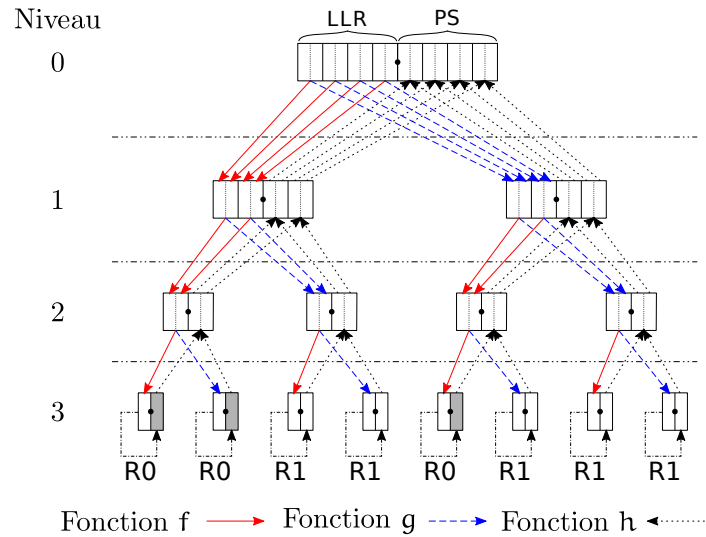 Niveau
LLR PS
0
1
2
3
R0 R0 R1 R1 R0 R1 R1 R1
Fonction f Fonction g Fonction h